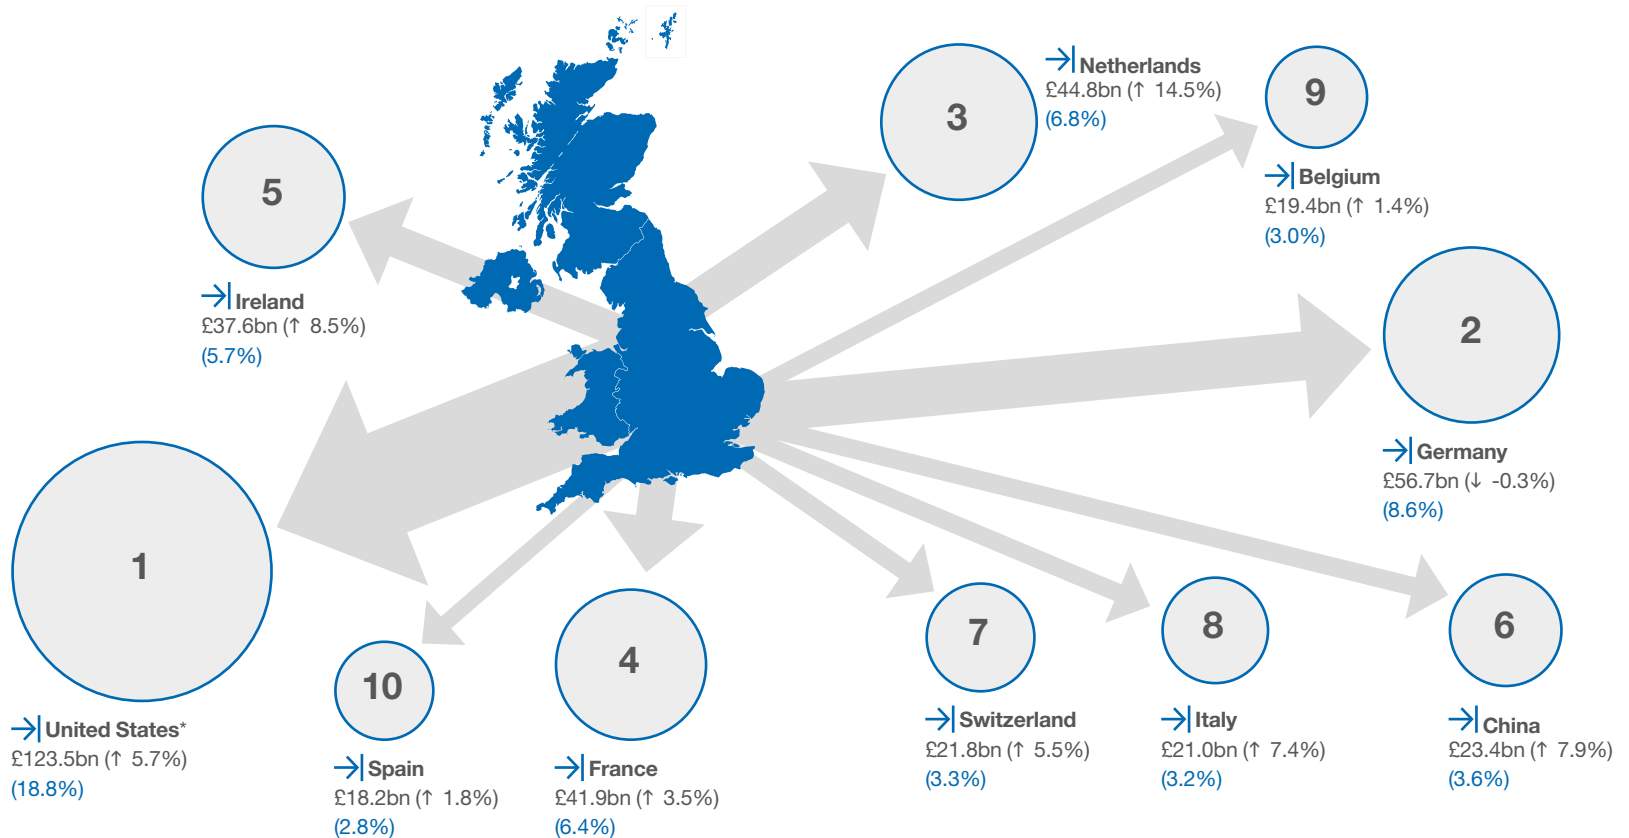 1
United States*
£123.5bn (↑ 5.7%)
(18.8%)
2
Germany
£56.7bn (↓ -0.3%)
(8.6%)
3
Netherlands
£44.8bn (↑ 14.5%)
(6.8%)
4
France
£41.9bn (↑ 3.5%)
(6.4%)
5
Ireland
£37.6bn (↑ 8.5%)
(5.7%)
6
China
£23.4bn (↑ 7.9%)
(3.6%)
7
Switzerland
£21.8bn (↑ 5.5%)
(3.3%)
8
Italy
£21.0bn (↑ 7.4%)
(3.2%)
9
Belgium
£19.4bn (↑ 1.4%)
(3.0%)
10
Spain
£18.2bn (↑ 1.8%)
(2.8%)